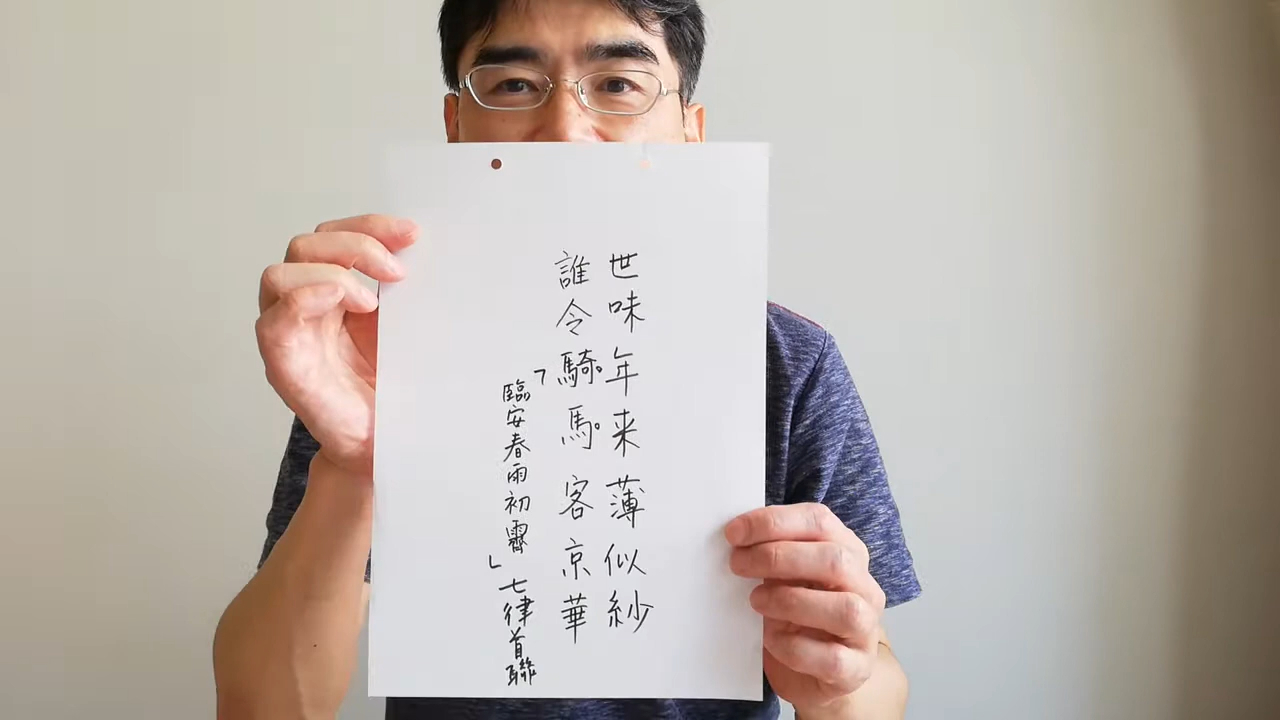 世味年来薄似紗
誰令騎馬客京華
「臨安春雨初霽」七律首聯